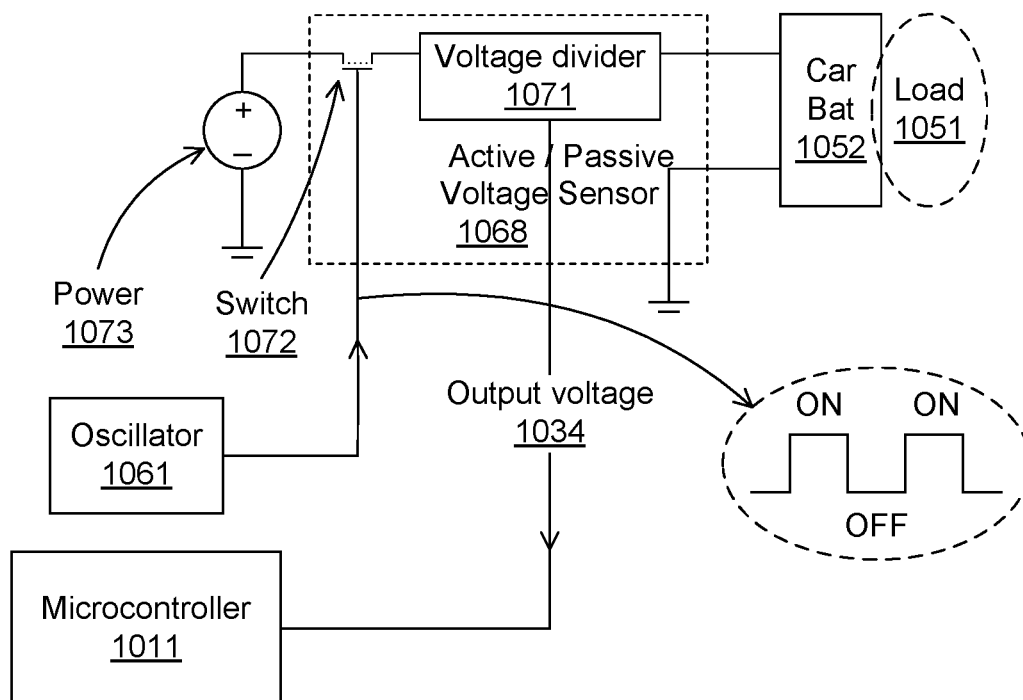 Voltage divider
1071
Car
Bat
1052
Load
1051
+
−
Active / Passive
Voltage Sensor
1068
Power
1073
Switch
1072
Output voltage
1034
ON ON
OFF
Oscillator
1061
Microcontroller
1011